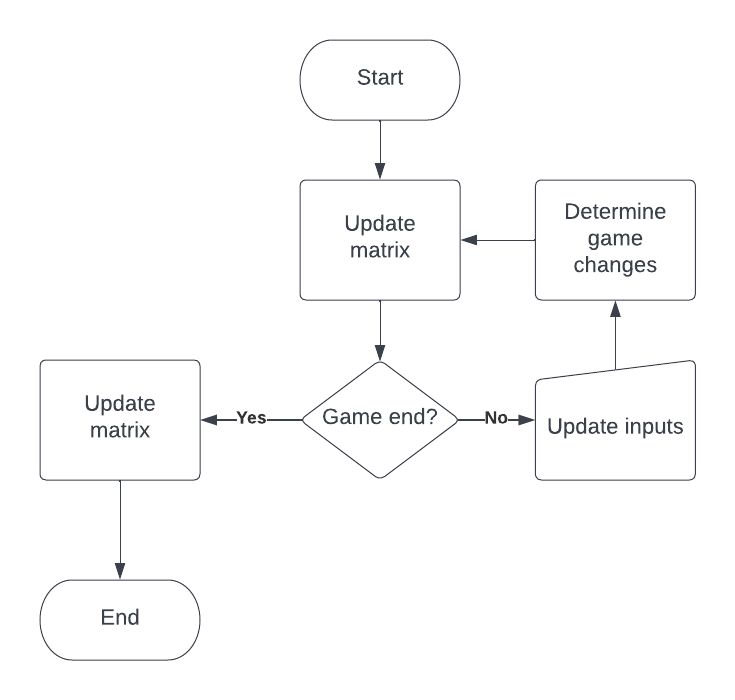 Start
Update
matrix
Determine
game
changes
Update
matrix
Yes
Game end?
No
Update inputs
End